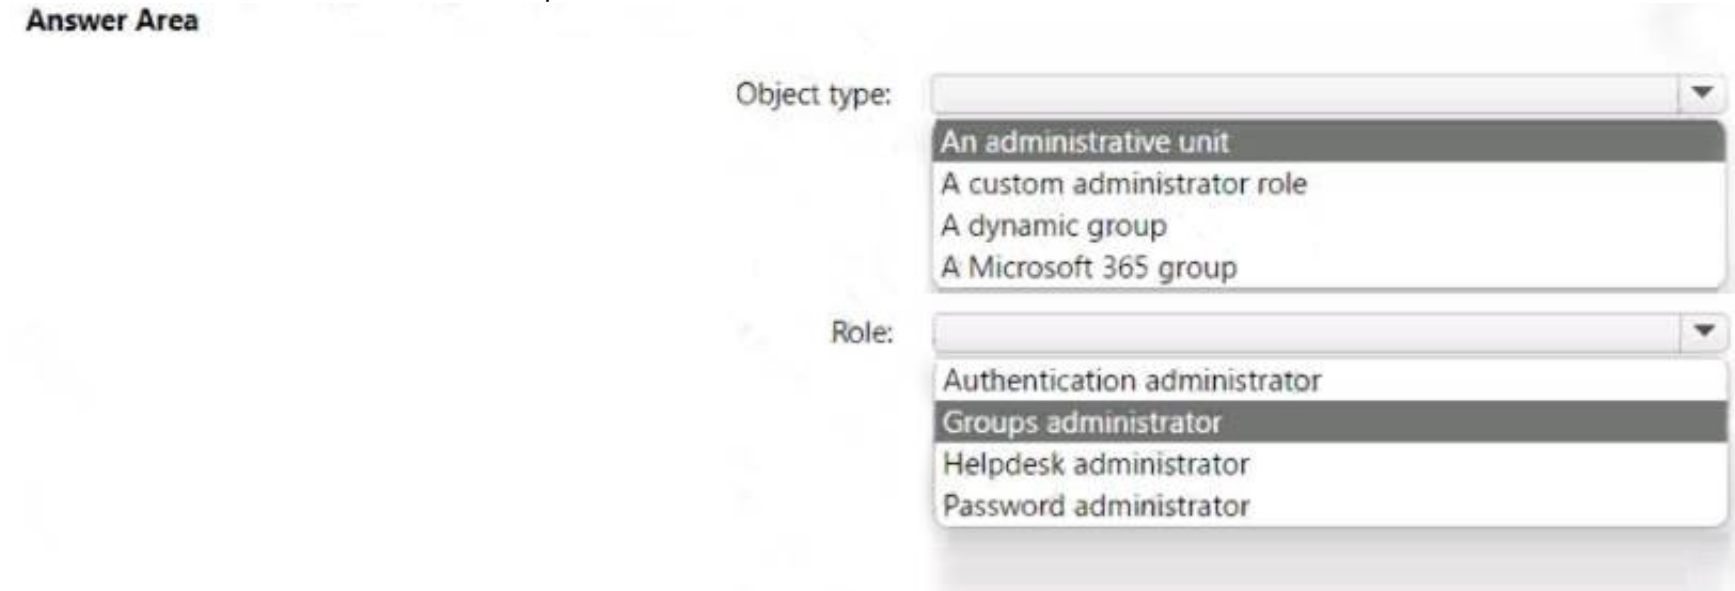 Answer Area
Object type:
An administrative unit
A custom administrator role
A dynamic group
A Microsoft 365 group
Role:
Authentication administrator
Groups administrator
Helpdesk administrator
Password administrator